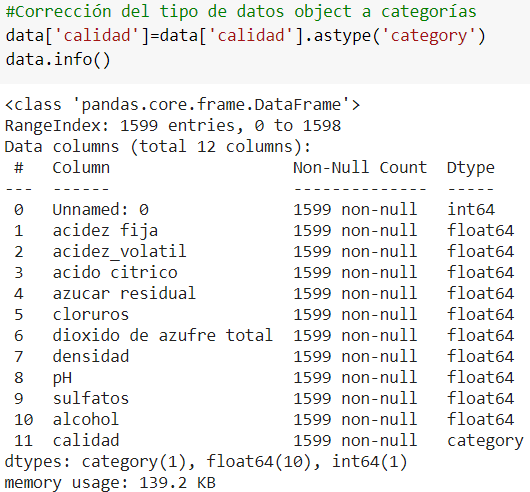 #Corrección del tipo de datos object a categorías
data['calidad']=data['calidad'].astype('category')
data.info()
<class 'pandas.core.frame.DataFrame'>
RangeIndex: 1599 entries, 0 to 1598
Data columns (total 12 columns):
 #   Column                   Non-Null Count  Dtype
---  ------                   --------------  -----
 0   Unnamed: 0               1599 non-null   int64
 1   acidez fija              1599 non-null   float64
 2   acidez_volatil           1599 non-null   float64
 3   acido citrico            1599 non-null   float64
 4   azucar residual          1599 non-null   float64
 5   cloruros                 1599 non-null   float64
 6   dioxido de azufre total  1599 non-null   float64
 7   densidad                 1599 non-null   float64
 8   pH                       1599 non-null   float64
 9   sulfatos                 1599 non-null   float64
 10  alcohol                  1599 non-null   float64
 11  calidad                  1599 non-null   category
dtypes: category(1), float64(10), int64(1)
memory usage: 139.2 KB